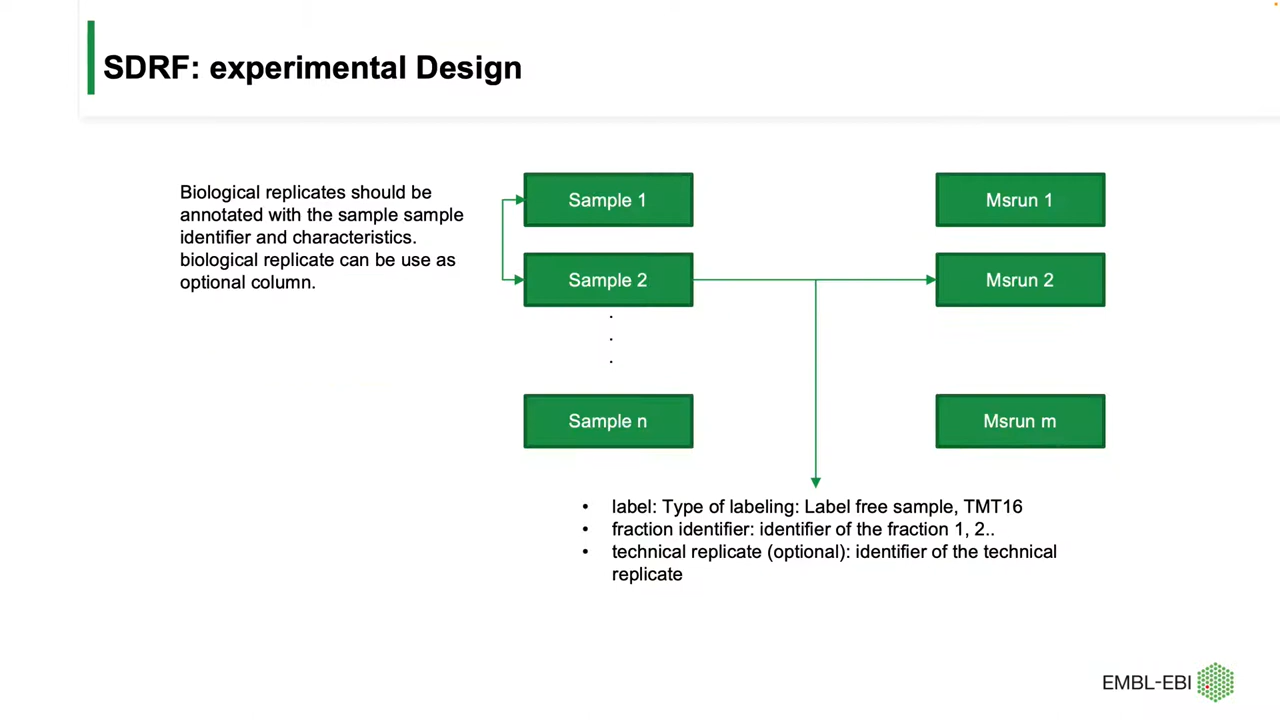 SDRF: experimental Design
Biological replicates should be
annotated with the sample sample
identifier and characteristics.
biological replicate can be use as
optional column.
Sample 1
Msrun 1
Sample 2
Msrun 2
.
.
.
Sample n
Msrun m
• label: Type of labeling: Label free sample, TMT16
• fraction identifier: identifier of the fraction 1, 2..
• technical replicate (optional): identifier of the technical
replicate
EMBL-EBI